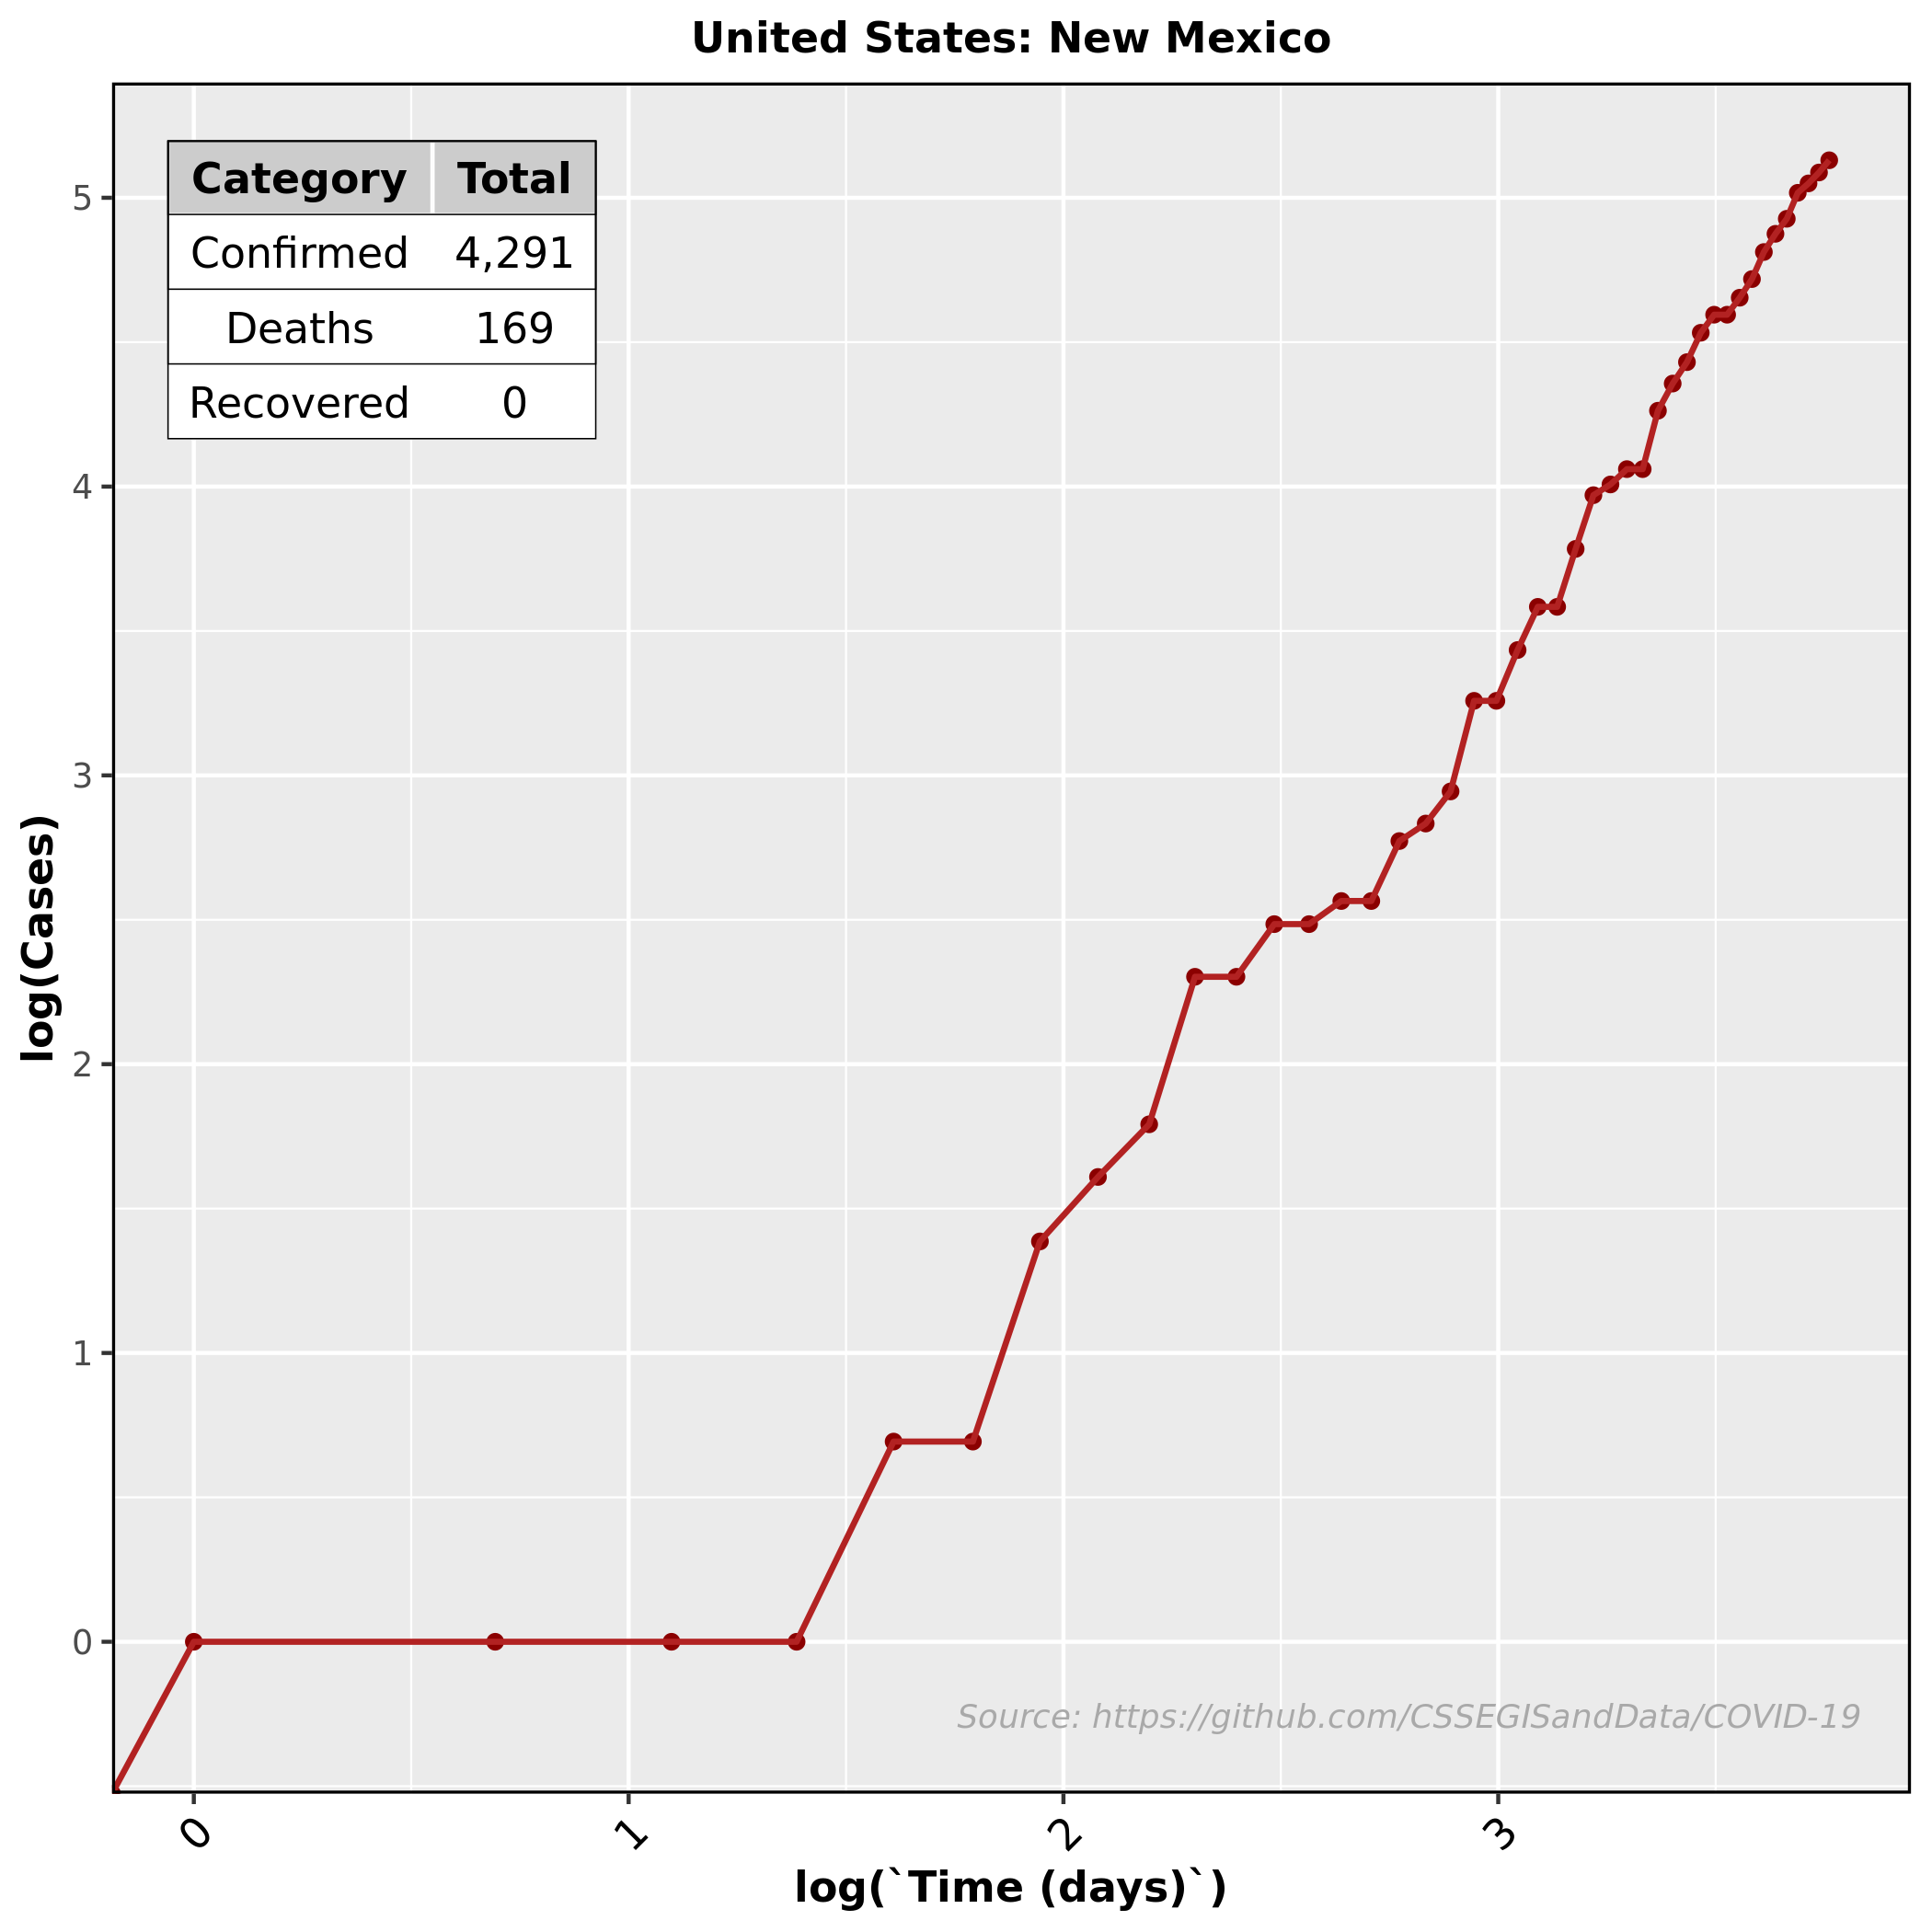 United States: New Mexico
Category Total
Confirmed 4,291
Deaths 169
Recovered 0
5
4
3
2
1
0
log(Cases)
Source: https://github.com/CSSEGISandData/COVID-19
0 1 2 3
log(`Time (days)`)